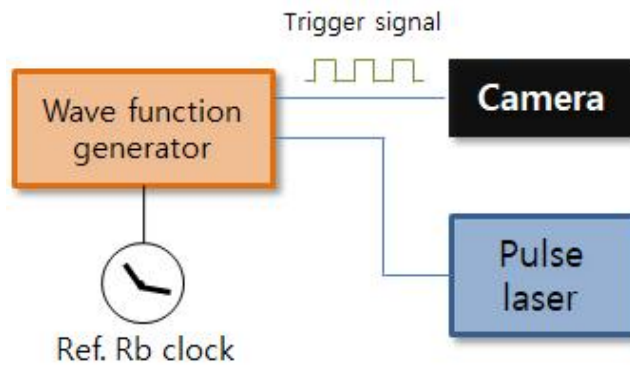 Trigger signal
Wave function
generator
Camera
Pulse
laser
Ref. Rb clock